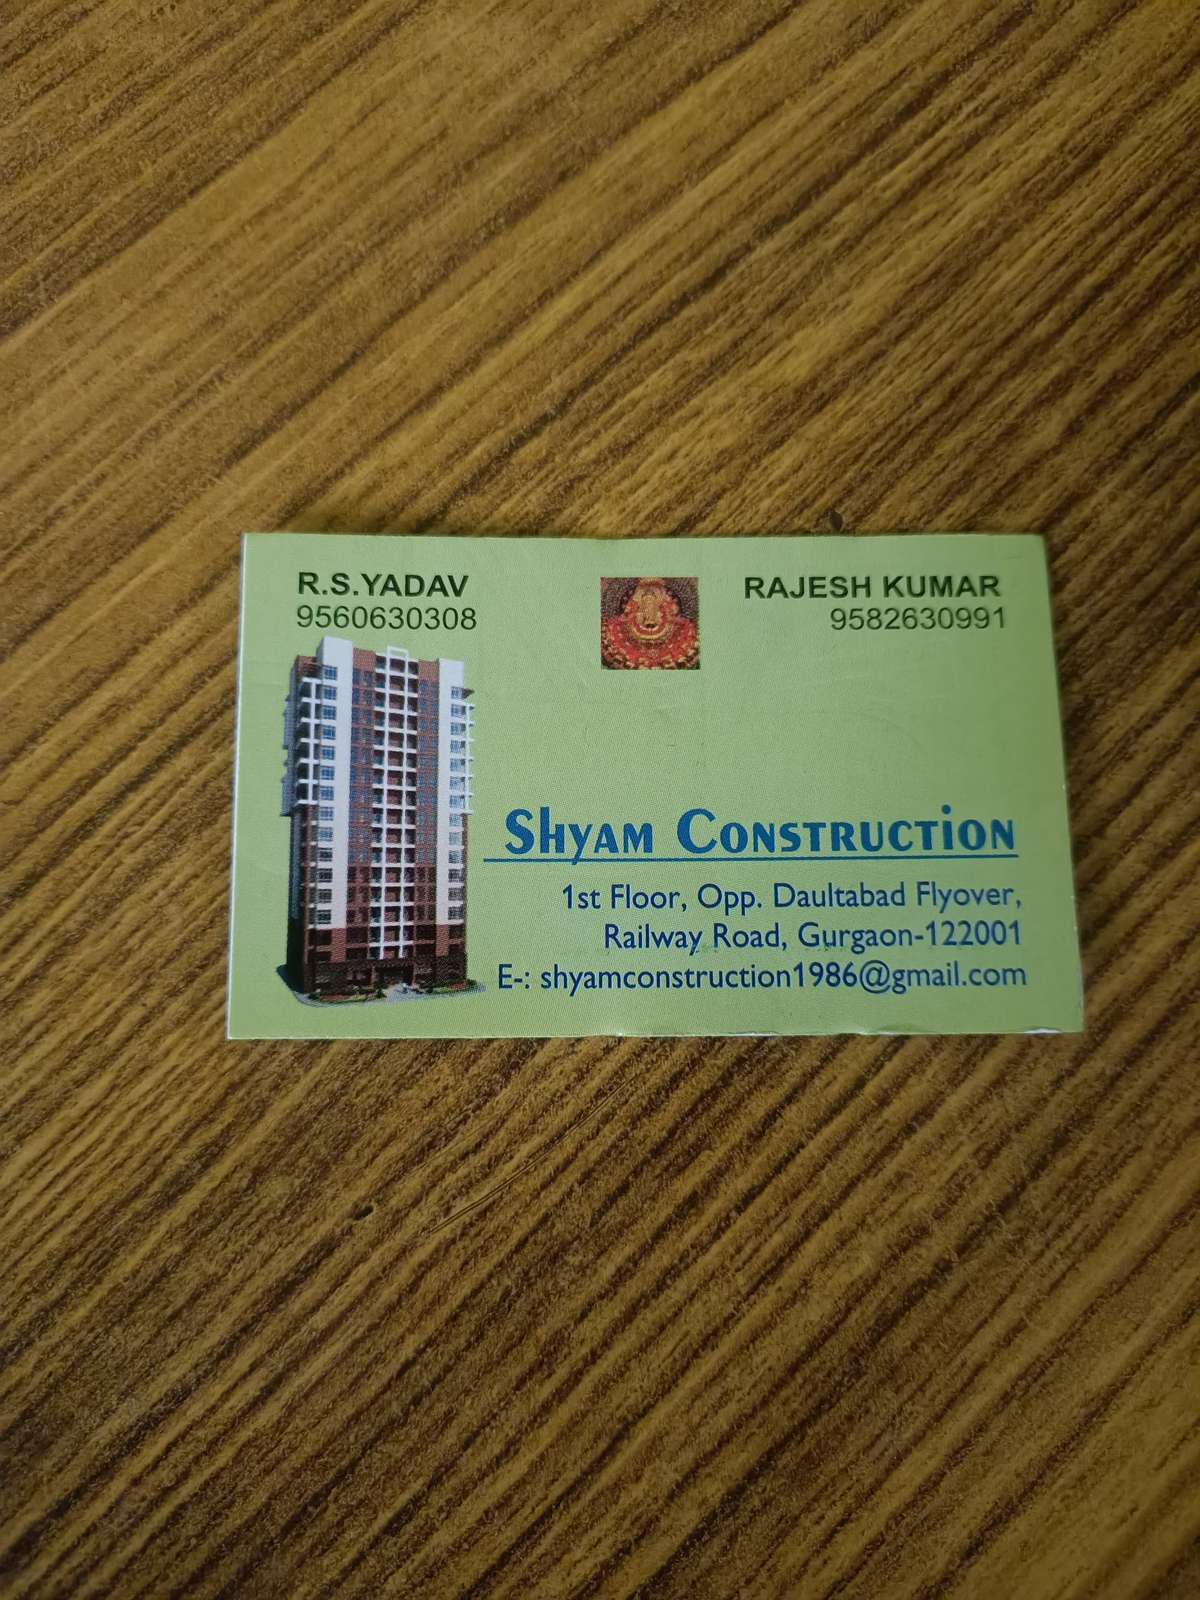 R.S.YADAV
9560630308
RAJESH KUMAR
9582630991
Shyam Construction
1st Floor, Opp. Daultabad Flyover,
Railway Road, Gurgaon-122001
E-: shyamconstruction1986@gmail.com